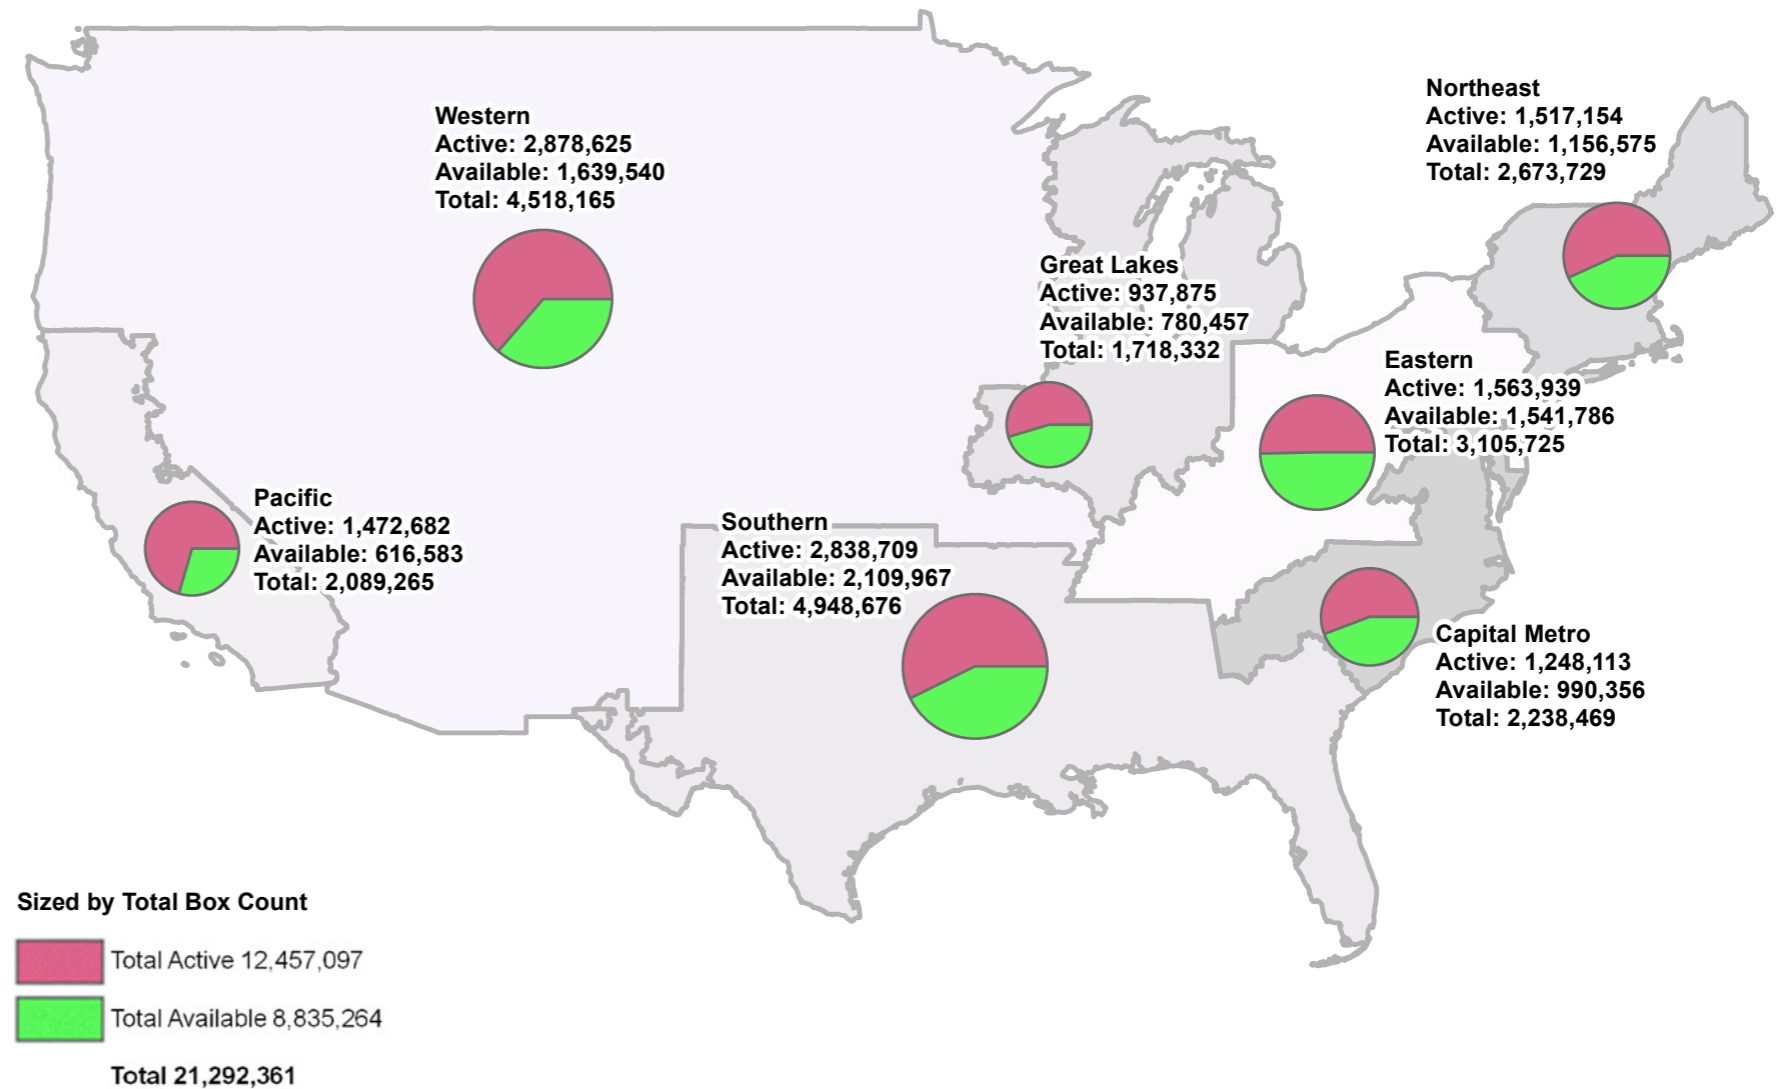 Western
Active: 2,878,625
Available: 1,639,540
Total: 4,518,165
Northeast
Active: 1,517,154
Available: 1,156,575
Total: 2,673,729
Great Lakes
Active: 937,875
Available: 780,457
Total: 1,718,332
Eastern
Active: 1,563,939
Available: 1,541,786
Total: 3,105,725
Pacific
Active: 1,472,682
Available: 616,583
Total: 2,089,265
Southern
Active: 2,838,709
Available: 2,109,967
Total: 4,948,676
Capital Metro
Active: 1,248,113
Available: 990,356
Total: 2,238,469
Sized by Total Box Count
Total Active 12,457,097
Total Available 8,835,264
Total 21,292,361